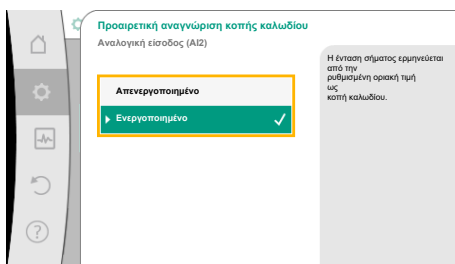 Προαιρετική αναγνώριση κοπής καλωδίου
Αναλογική είσοδος (AI2)
Απενεργοποιημένο
Ενεργοποιημένο
Η ένταση σήματος ερμηνεύεται
από την
ρυθμισμένη οριακή τιμή
ως
κοπή καλωδίου.
?